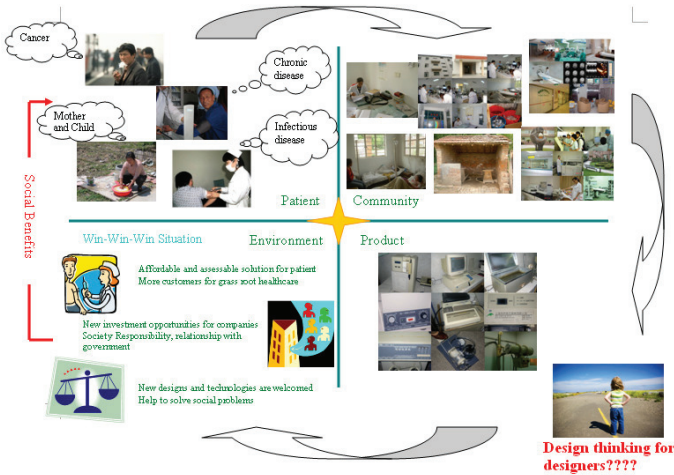 Cancer
Chronic
disease
Mother
and Child
Infectious
disease
Social Benefits
Patient
Community
Win-Win-Win Situation
Environment
Product
Affordable and assessable solution for patient
More customers for grass root healthcare
New investment opportunities for companies
Society Responsibility, relationship with
government
New designs and technologies are welcomed
Help to solve social problems
Design thinking for
designers????